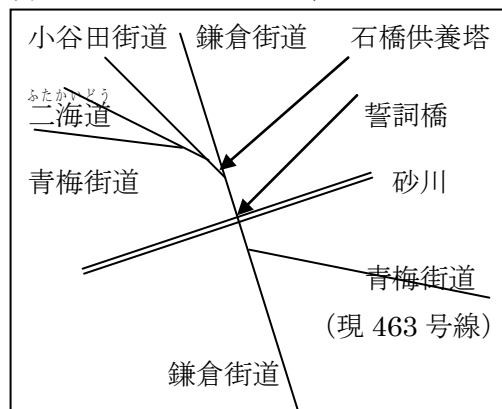 小谷田街道 鎌倉街道 石橋供養塔
ふたかいどう
二海道 誓詞橋
青梅街道 砂川
青梅街道
(現 463 号線)
鎌倉街道